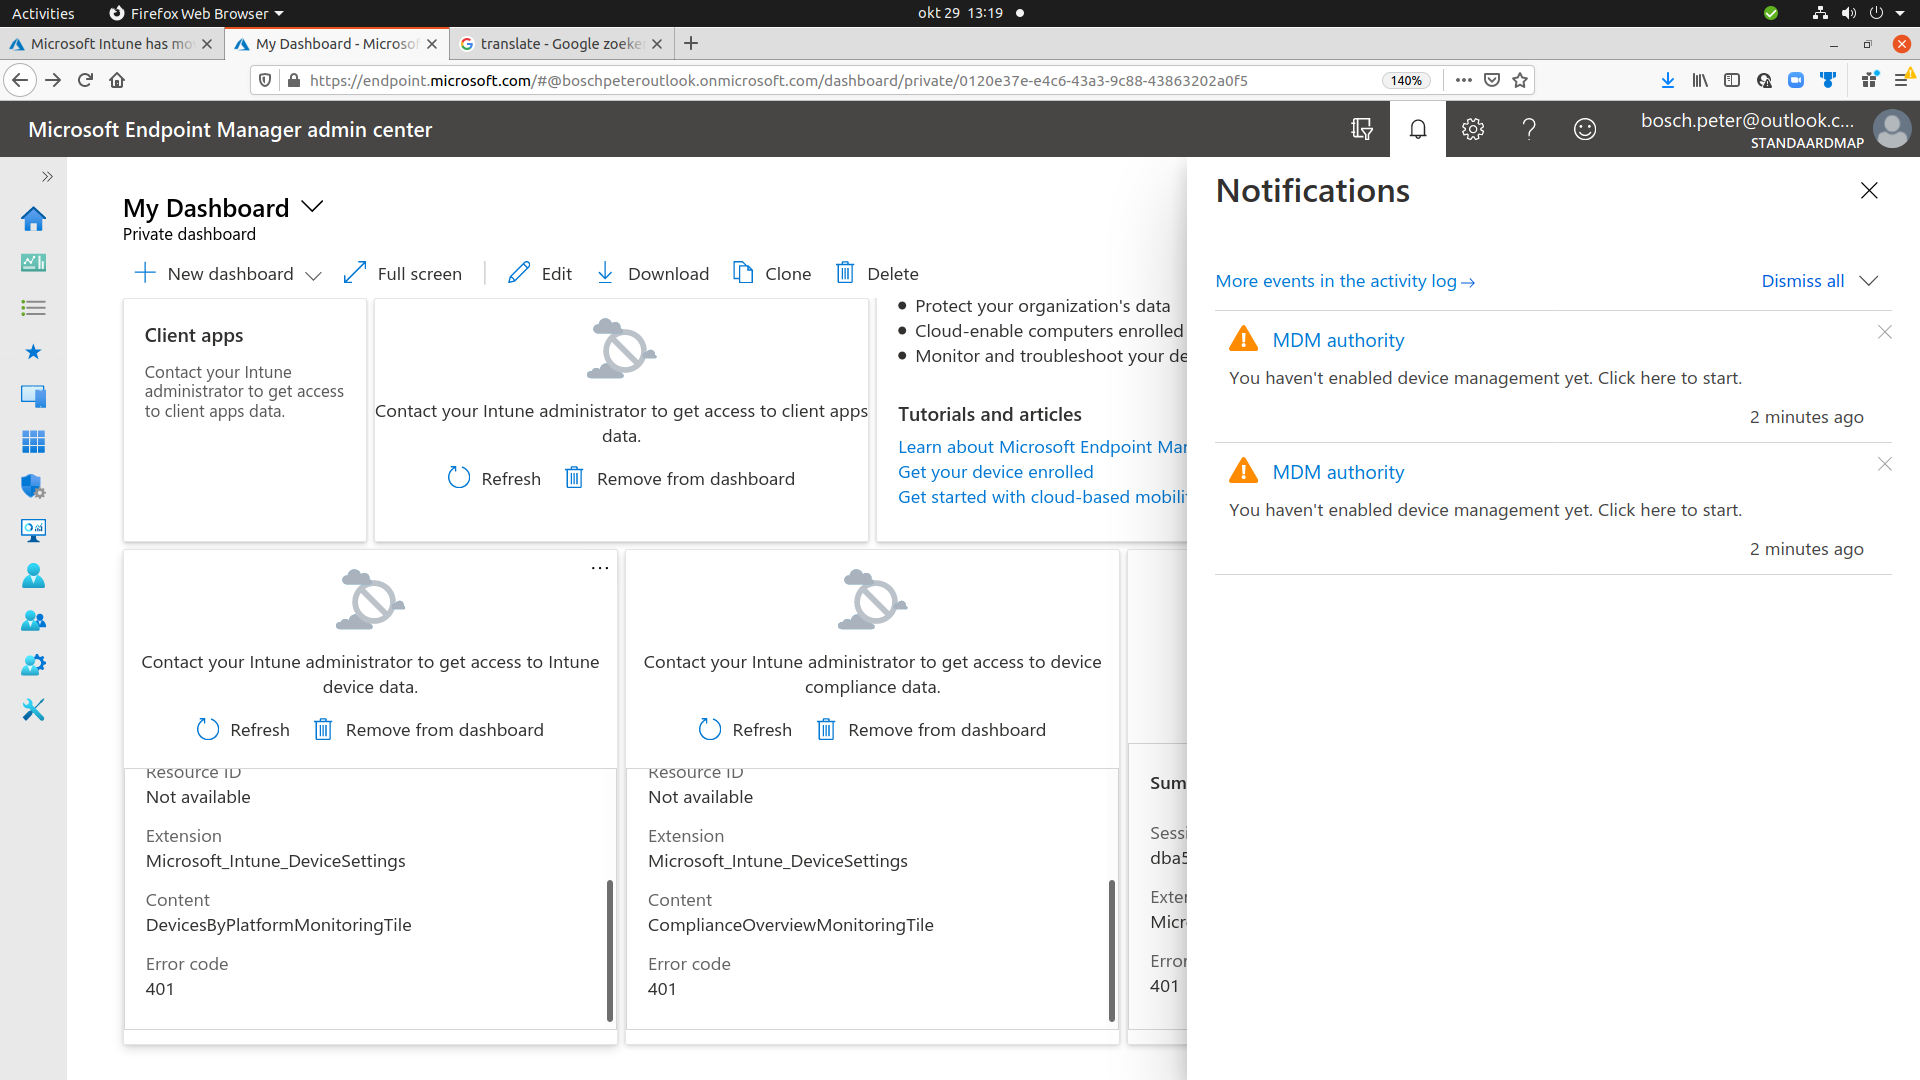 Activities
Firefox Web Browser
okt 29 13:19
Microsoft Intune has mo
My Dashboard - Microsof
translate - Google zoeke
https://endpoint.microsoft.com/#@boschpeteroutlook.onmicrosoft.com/dashboard/private/0120e37e-e4c6-43a3-9c88-43863202a0f5
140%
Microsoft Endpoint Manager admin center
bosch.peter@outlook.c...
STANDAARDMAP
My Dashboard
Private dashboard
New dashboard
Full screen
Edit
Download
Clone
Delete
Client apps
Contact your Intune
administrator to get access
to client apps data.
Contact your Intune administrator to get access to client apps
data.
Refresh
Remove from dashboard
Protect your organization's data
Cloud-enable computers enrolled
Monitor and troubleshoot your de
Tutorials and articles
Learn about Microsoft Endpoint Mar
Get your device enrolled
Get started with cloud-based mobili
Contact your Intune administrator to get access to Intune
device data.
Refresh
Remove from dashboard
Resource ID
Not available
Extension
Microsoft_Intune_DeviceSettings
Content
DevicesByPlatformMonitoringTile
Error code
401
Contact your Intune administrator to get access to device
compliance data.
Refresh
Remove from dashboard
Resource ID
Not available
Extension
Microsoft_Intune_DeviceSettings
Content
ComplianceOverviewMonitoringTile
Error code
401
Sum
Sessi
dba5
Exter
Micr
Error
401
Notifications
More events in the activity log→
Dismiss all
MDM authority
You haven't enabled device management yet. Click here to start.
2 minutes ago
MDM authority
You haven't enabled device management yet. Click here to start.
2 minutes ago